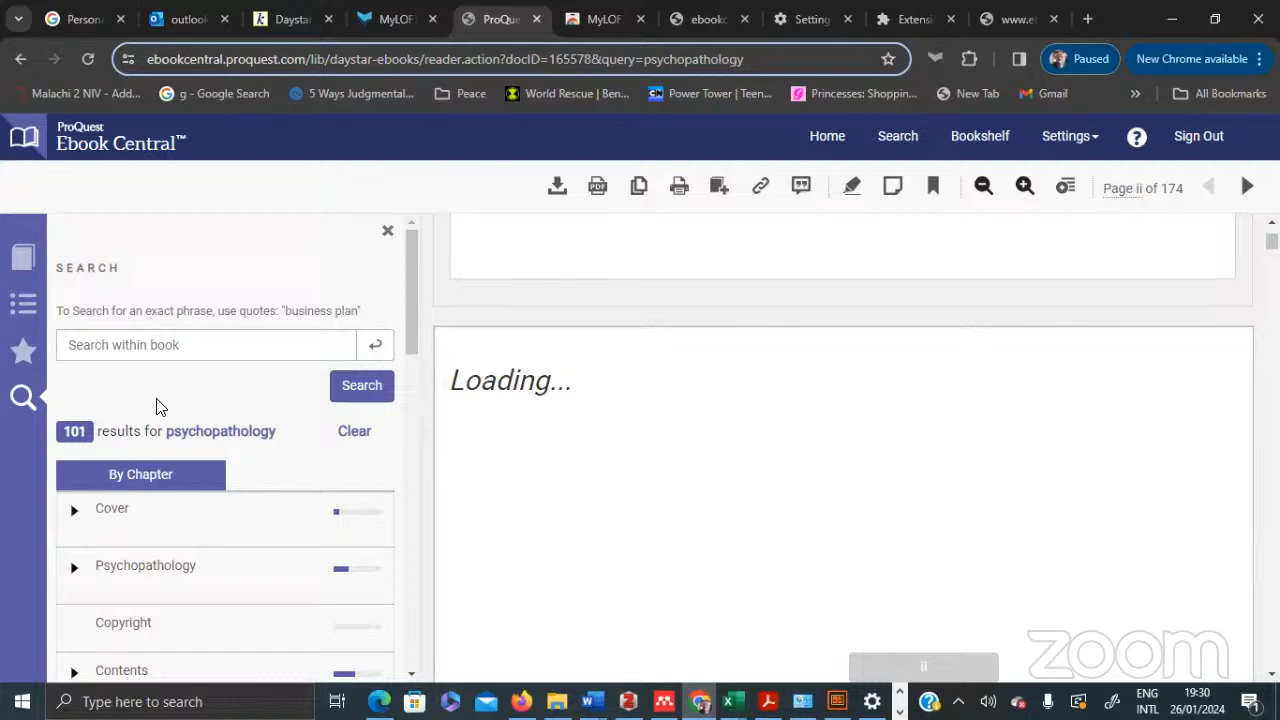 Persona
outlook
Daystar
MyLOF
ProQue
MyLOF
ebookc
Setting
Extensi
www.e
ebookcentral.proquest.com/lib/daystar-ebooks/reader.action?docID=165578&query=psychopathology
Paused
New Chrome available
Malachi 2 NIV - Add...
g - Google Search
5 Ways Judgmental...
Peace
World Rescue | Ben...
Power Tower | Teen...
Princesses: Shoppin...
New Tab
Gmail
»
All Bookmarks
ProQuest
Ebook Central™
Home
Search
Bookshelf
Settings
?
Sign Out
PDF
Page ii of 174
SEARCH
To Search for an exact phrase, use quotes: "business plan"
Search within book
Search
101 results for psychopathology
Clear
By Chapter
Cover
Psychopathology
Copyright
Contents
Loading...
ii
zoom
Type here to search
ENG
INTL
19:30
26/01/2024